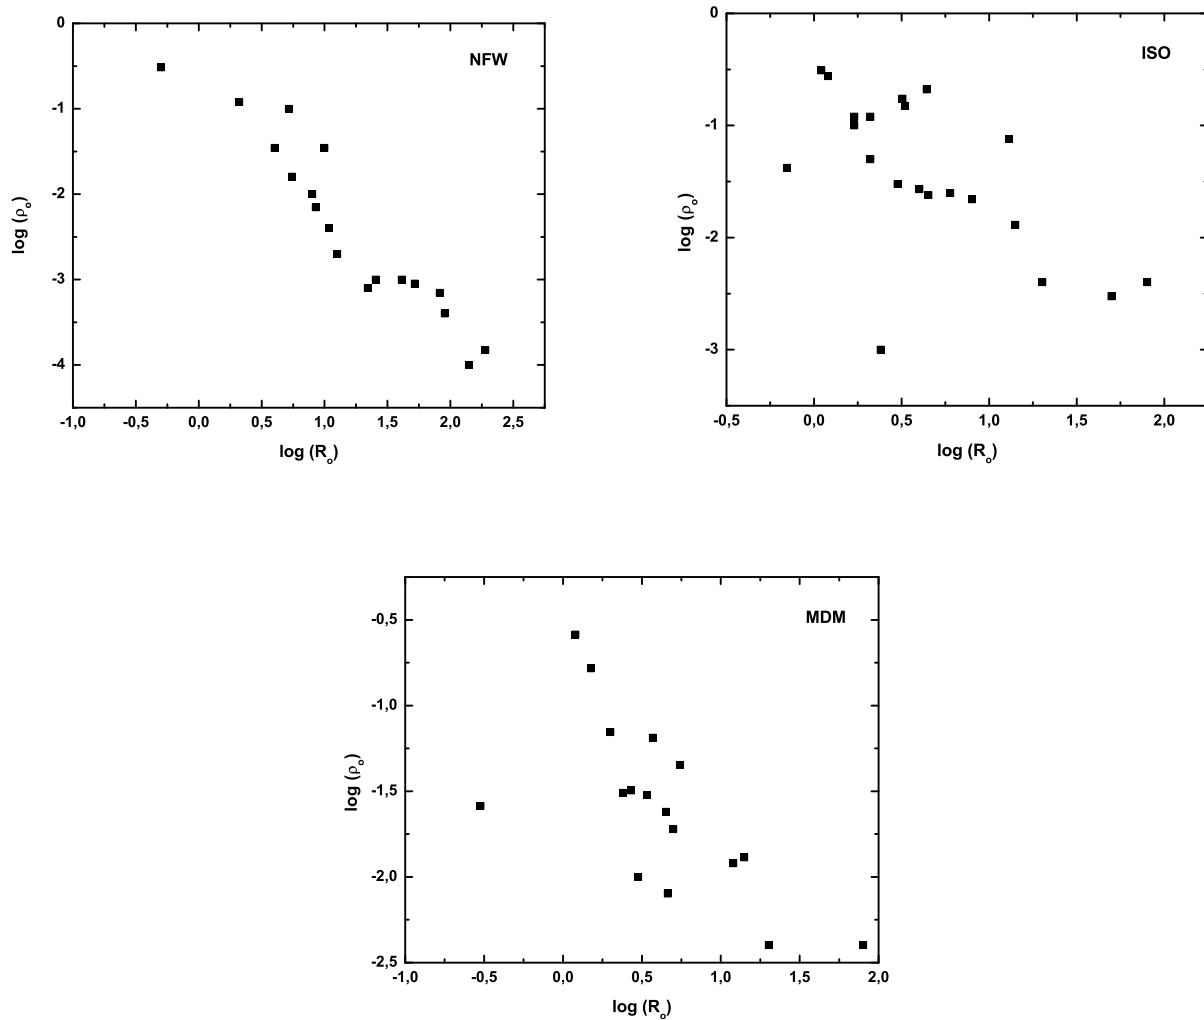 NFW
0
-1
-2
-3
-4
log (ρo)
-1,0 -0,5 0,0 0,5 1,0 1,5 2,0 2,5
log (Ro)
ISO
0
-1
-2
-3
log (ρo)
-0,5 0,0 0,5 1,0 1,5 2,0
log (Ro)
MDM
-0,5
-1,0
-1,5
-2,0
-2,5
log (ρo)
-1,0 -0,5 0,0 0,5 1,0 1,5 2,0
log (Ro)